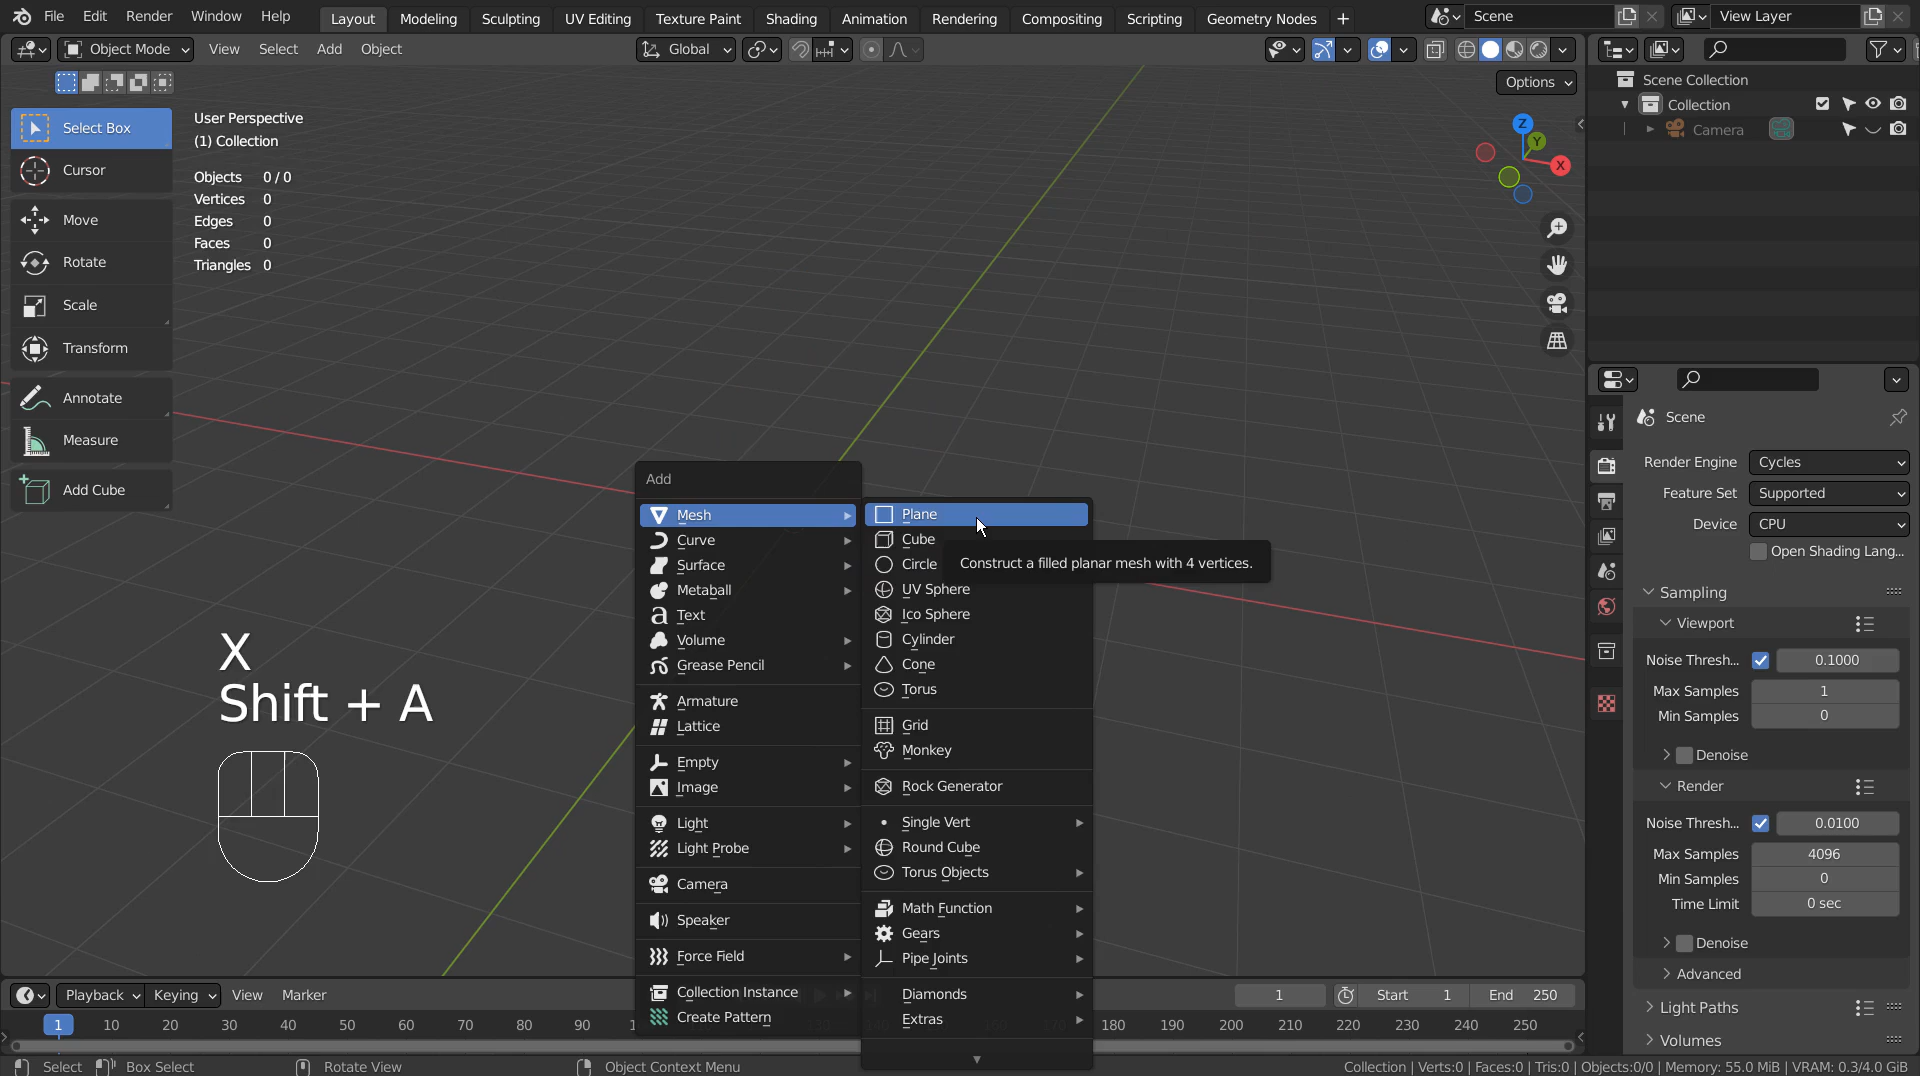 File Edit Render Window Help Layout Modeling Sculpting UV Editing Texture Paint Shading Animation Rendering Compositing Scripting Geometry Nodes + Scene View Layer
Object Mode View Select Add Object Global
Options
Scene Collection
Collection
Camera
Select Box
Cursor
Move
Rotate
Scale
Transform
Annotate
Measure
Add Cube
User Perspective
(1) Collection
Objects 0 / 0
Vertices 0
Edges 0
Faces 0
Triangles 0
Z
Y
X
X
Shift + A
Add
Mesh
Curve
Surface
Metaball
Text
Volume
Grease Pencil
Armature
Lattice
Empty
Image
Light
Light Probe
Camera
Speaker
Force Field
Collection Instance
Create Pattern
Plane
Cube
Circle
UV Sphere
Ico Sphere
Cylinder
Cone
Torus
Grid
Monkey
Rock Generator
Single Vert
Round Cube
Torus Objects
Math Function
Gears
Pipe Joints
Diamonds
Extras
Construct a filled planar mesh with 4 vertices.
Scene
Render Engine Cycles
Feature Set Supported
Device CPU
Open Shading Lang...
Sampling
Viewport
Noise Thresh... 0.1000
Max Samples 1
Min Samples 0
Denoise
Render
Noise Thresh... 0.0100
Max Samples 4096
Min Samples 0
Time Limit 0 sec
Denoise
Advanced
Light Paths
Volumes
Playback Keying View Marker 1 Start 1 End 250
1 10 20 30 40 50 60 70 80 90 180 190 200 210 220 230 240 250
Select Box Select Rotate View Object Context Menu Collection | Verts:0 | Faces:0 | Tris:0 | Objects:0/0 | Memory: 55.0 MiB | VRAM: 0.3/4.0 GiB